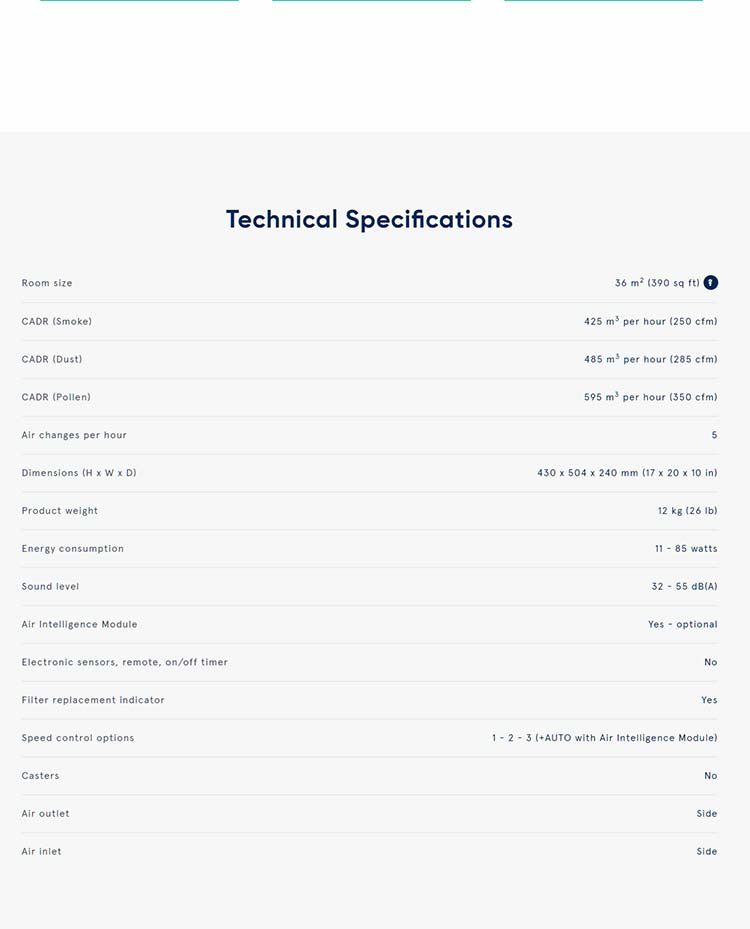 Technical Specifications
Room size 36 m² (390 sq ft) ?
CADR (Smoke) 425 m³ per hour (250 cfm)
CADR (Dust) 485 m³ per hour (285 cfm)
CADR (Pollen) 595 m³ per hour (350 cfm)
Air changes per hour 5
Dimensions (H x W x D) 430 x 504 x 240 mm (17 x 20 x 10 in)
Product weight 12 kg (26 lb)
Energy consumption 11 - 85 watts
Sound level 32 - 55 dB(A)
Air Intelligence Module Yes - optional
Electronic sensors, remote, on/off timer No
Filter replacement indicator Yes
Speed control options 1 - 2 - 3 (+AUTO with Air Intelligence Module)
Casters No
Air outlet Side
Air inlet Side